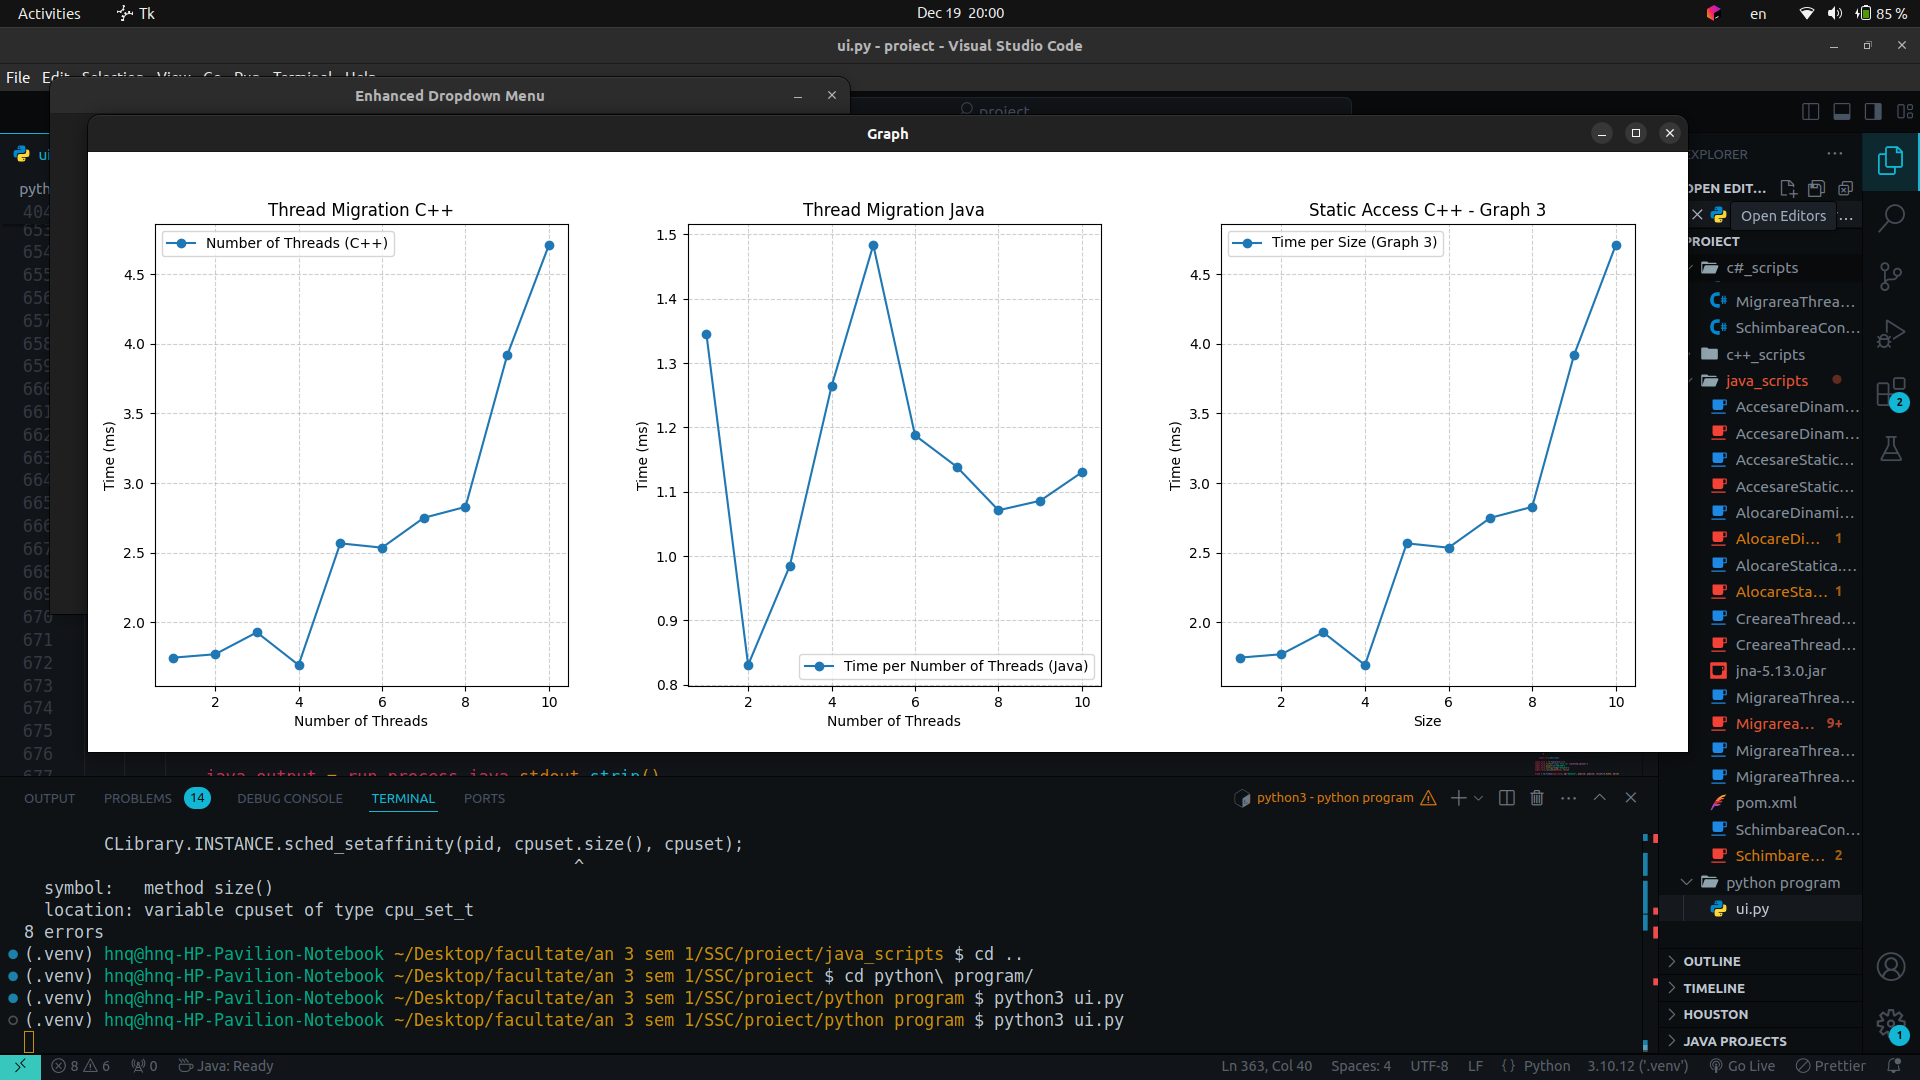 Activities
Tk
Dec 19 20:00
en
85 %
ui.py - proiect - Visual Studio Code
File Edit Selection View Go Run Terminal Help
Enhanced Dropdown Menu
proiect
Graph
ui
pyth
404
653
654
655
656
657
658
659
660
661
662
663
664
665
666
667
668
669
670
671
672
673
674
675
676
677
Thread Migration C++
Number of Threads (C++)
4.5
4.0
3.5
3.0
2.5
2.0
Time (ms)
2 4 6 8 10
Number of Threads
Thread Migration Java
1.5
1.4
1.3
1.2
1.1
1.0
0.9
0.8
Time (ms)
Time per Number of Threads (Java)
2 4 6 8 10
Number of Threads
Static Access C++ - Graph 3
Time per Size (Graph 3)
4.5
4.0
3.5
3.0
2.5
2.0
Time (ms)
2 4 6 8 10
Size
java_output = run_process_java.stdout.strip()
EXPLORER
OPEN EDIT...
Open Editors
PROIECT
c#_scripts
MigrareaThrea...
SchimbareaCon...
c++_scripts
java_scripts
AccesareDinam...
AccesareDinam...
AccesareStatic...
AccesareStatic...
AlocareDinami...
AlocareDi... 1
AlocareStatica....
AlocareSta... 1
CreareaThread...
CreareaThread...
jna-5.13.0.jar
MigrareaThrea...
Migrarea... 9+
MigrareaThrea...
MigrareaThrea...
pom.xml
SchimbareaCon...
Schimbare... 2
python program
ui.py
OUTLINE
TIMELINE
HOUSTON
JAVA PROJECTS
2
1
OUTPUT PROBLEMS 14 DEBUG CONSOLE TERMINAL PORTS
python3 - python program
CLibrary.INSTANCE.sched_setaffinity(pid, cpuset.size(), cpuset);
^
symbol: method size()
location: variable cpuset of type cpu_set_t
8 errors
(.venv) hnq@hnq-HP-Pavilion-Notebook ~/Desktop/facultate/an 3 sem 1/SSC/proiect/java_scripts $ cd ..
(.venv) hnq@hnq-HP-Pavilion-Notebook ~/Desktop/facultate/an 3 sem 1/SSC/proiect $ cd python\ program/
(.venv) hnq@hnq-HP-Pavilion-Notebook ~/Desktop/facultate/an 3 sem 1/SSC/proiect/python program $ python3 ui.py
(.venv) hnq@hnq-HP-Pavilion-Notebook ~/Desktop/facultate/an 3 sem 1/SSC/proiect/python program $ python3 ui.py
8 6 0 Java: Ready
Ln 363, Col 40 Spaces: 4 UTF-8 LF {} Python 3.10.12 ('.venv') Go Live Prettier